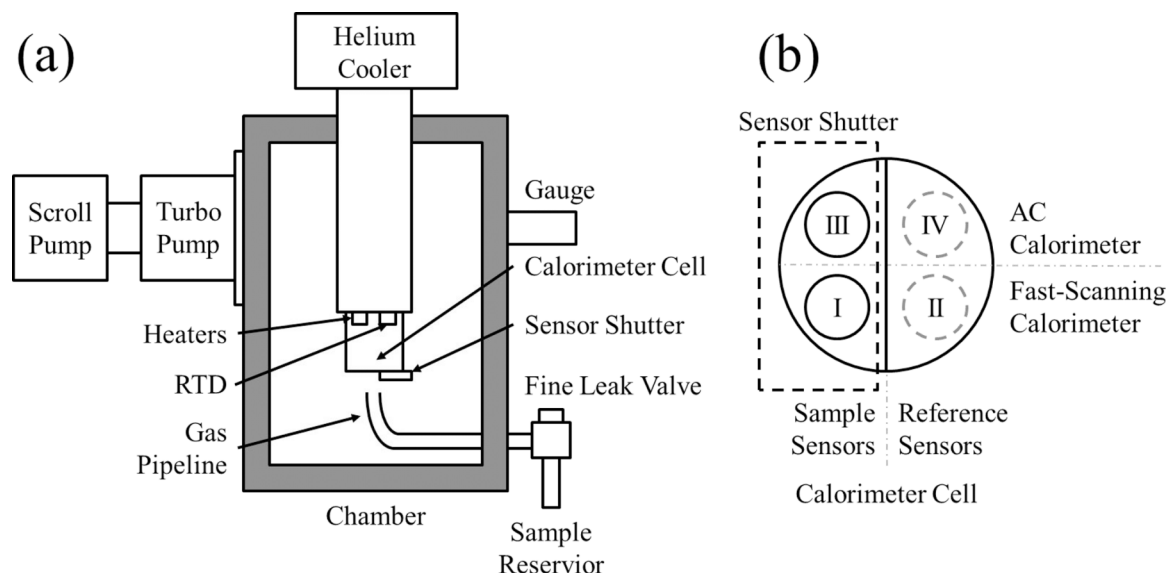 (a)
Helium
Cooler
Scroll
Pump
Turbo
Pump
Gauge
Calorimeter Cell
Heaters
Sensor Shutter
RTD
Fine Leak Valve
Gas
Pipeline
Chamber
Sample
Reservior
(b)
Sensor Shutter
III
IV
AC
Calorimeter
I
II
Fast-Scanning
Calorimeter
Sample
Sensors
Reference
Sensors
Calorimeter Cell